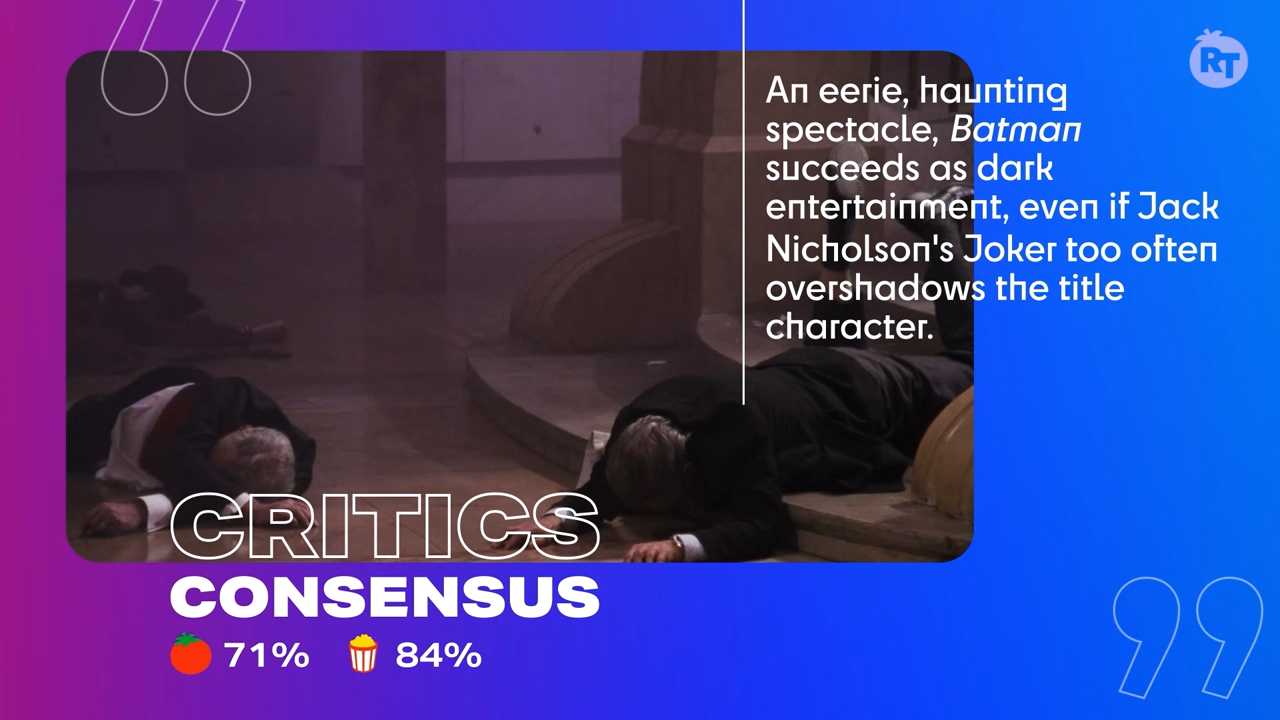 RT
An eerie, haunting
spectacle, Batman
succeeds as dark
entertainment, even if Jack
Nicholson's Joker too often
overshadows the title
character.
CRITICS
CONSENSUS
71% 84%